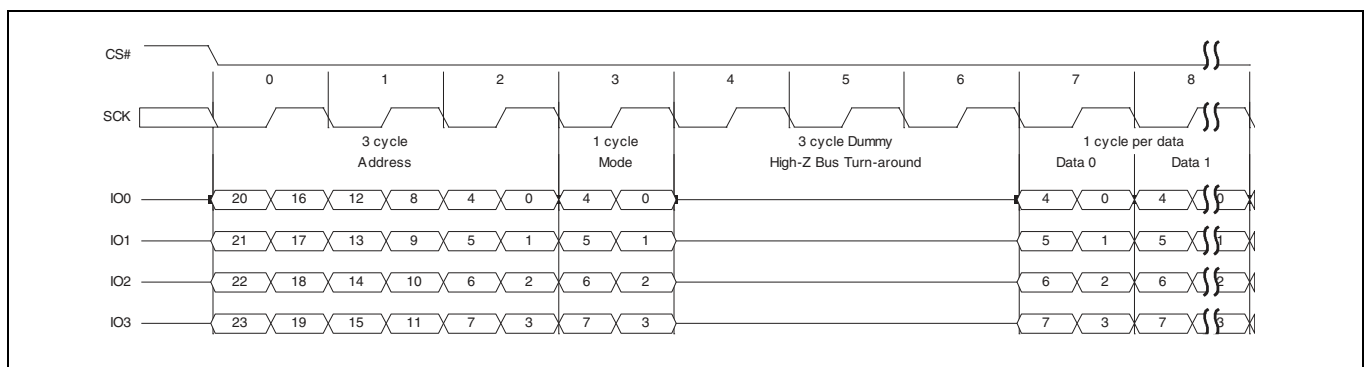 CS#
0 1 2 3 4 5 6 7 8
SCK
3 cycle 1 cycle 3 cycle Dummy 1 cycle per data
Address Mode High-Z Bus Turn-around Data 0 Data 1
IO0 20 16 12 8 4 0 4 0 4 0 4 0
IO1 21 17 13 9 5 1 5 1 5 1 5 1
IO2 22 18 14 10 6 2 6 2 6 2 6 2
IO3 23 19 15 11 7 3 7 3 7 3 7 3